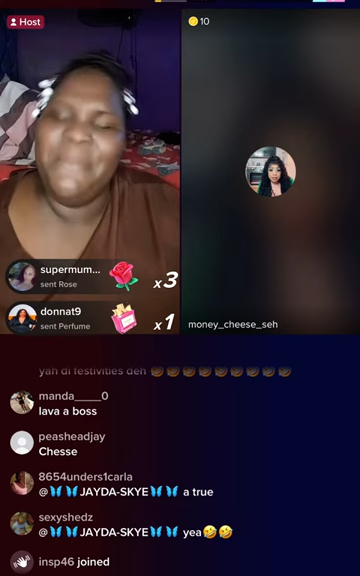 Host
10
supermum...
sent Rose
x3
donnat9
sent Perfume
x1
money_cheese_seh
yah di festivities deh 🤣🤣🤣🤣🤣🤣🤣🤣🤣
manda____0
lava a boss
peasheadjay
Chesse
8654unders1carla
@🦋🦋JAYDA-SKYE🦋🦋 a true
sexyshedz
@🦋🦋JAYDA-SKYE🦋🦋 yea🤣🤣
insp46 joined